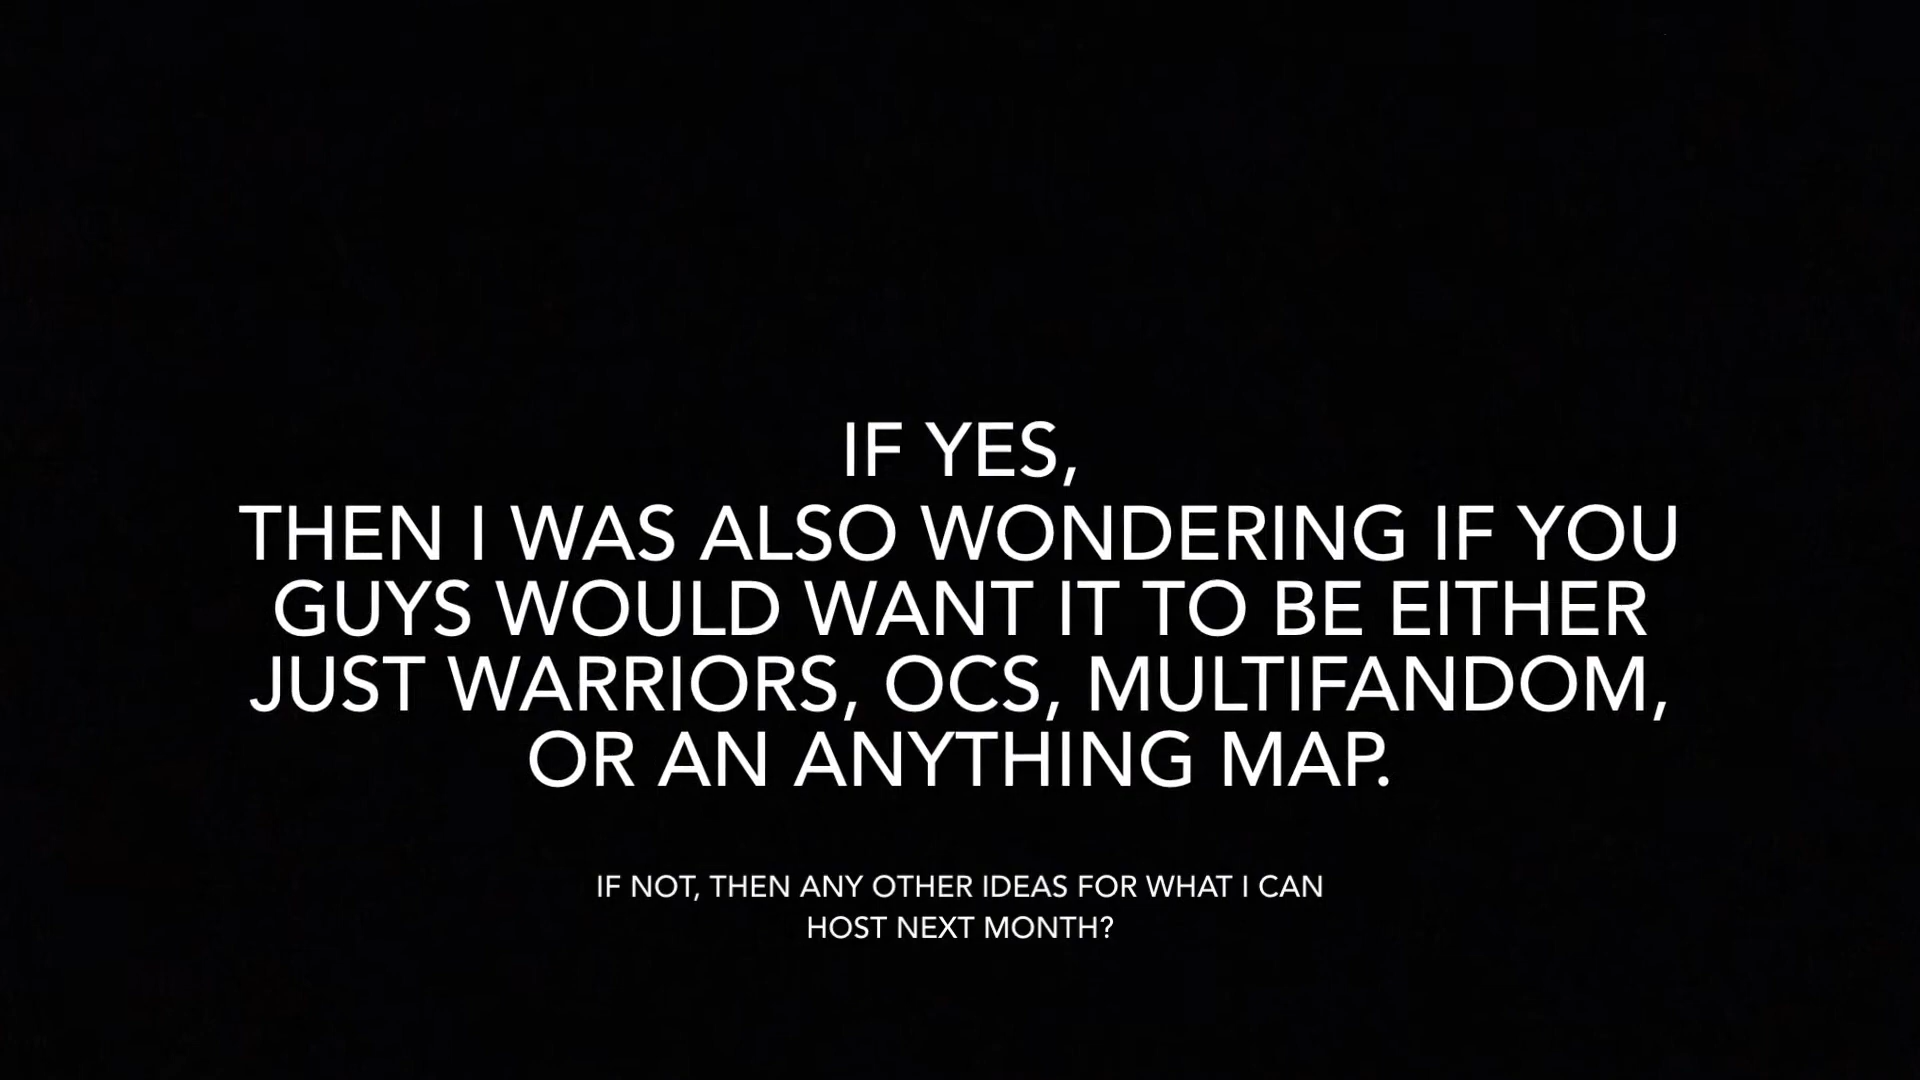 IF YES,
THEN I WAS ALSO WONDERING IF YOU
GUYS WOULD WANT IT TO BE EITHER
JUST WARRIORS, OCS, MULTIFANDOM,
OR AN ANYTHING MAP.
IF NOT, THEN ANY OTHER IDEAS FOR WHAT I CAN
HOST NEXT MONTH?